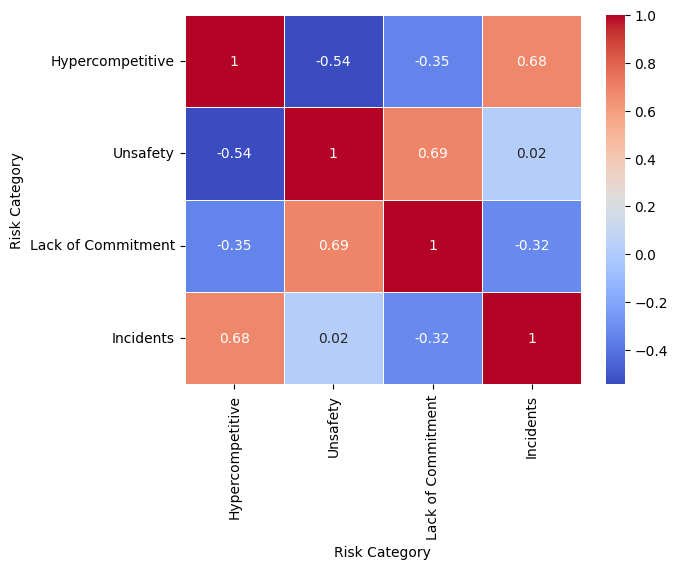 Hypercompetitive 1 -0.54 -0.35 0.68
Unsafety -0.54 1 0.69 0.02
Lack of Commitment -0.35 0.69 1 -0.32
Incidents 0.68 0.02 -0.32 1
Risk Category
Hypercompetitive
Unsafety
Lack of Commitment
Incidents
Risk Category
1.0
0.8
0.6
0.4
0.2
0.0
−0.2
−0.4